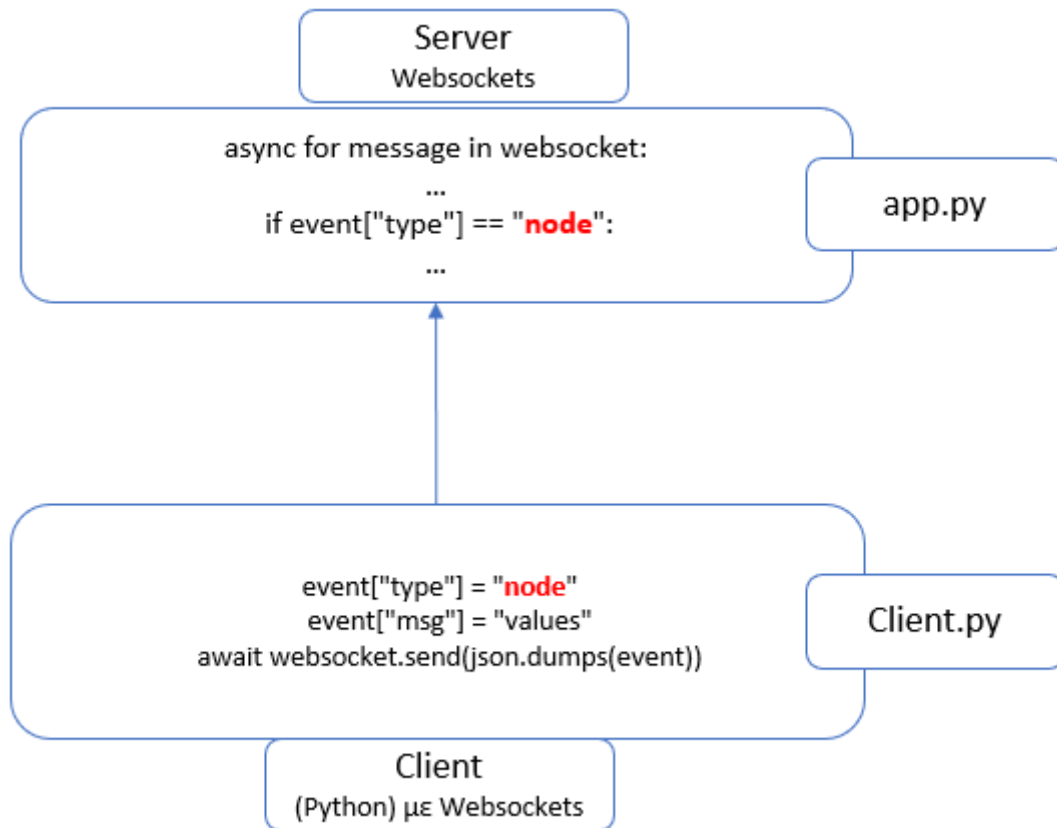 Server
Websockets
async for message in websocket:
...
if event["type"] == "node":
...
app.py
event["type"] = "node"
event["msg"] = "values"
await websocket.send(json.dumps(event))
Client.py
Client
(Python) με Websockets